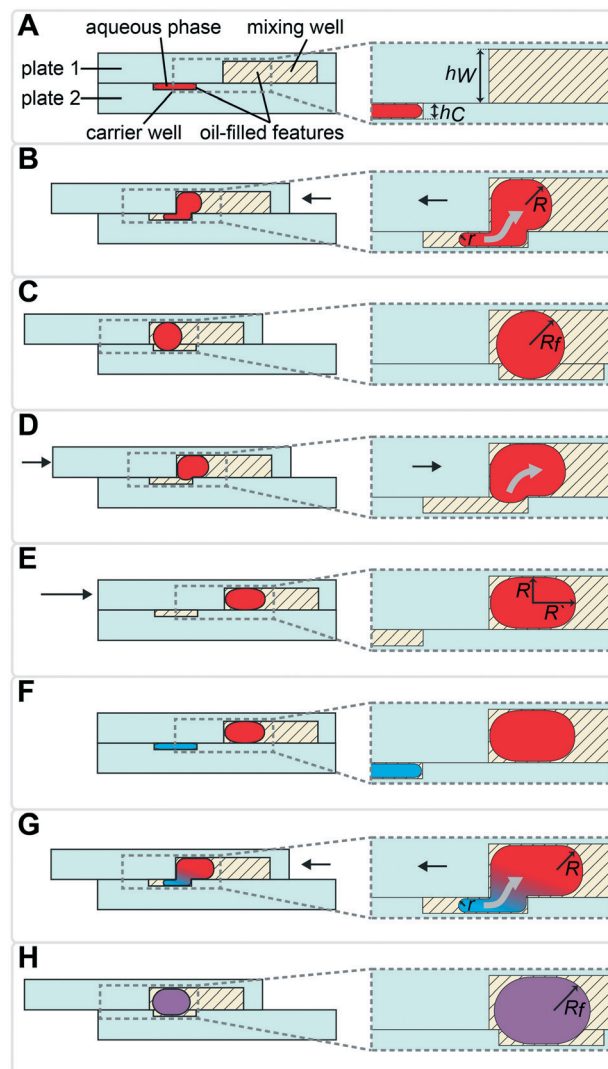 A
aqueous phase
mixing well
plate 1
plate 2
carrier well
oil-filled features
hW
hC
B
R
r
C
Rf
D
E
R
R`
F
G
R
r
H
Rf